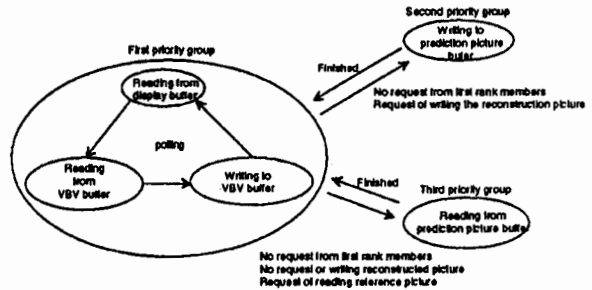 Second priority group
Writing to
prediction picture
bufer
First priority group
Finished
Reading from
display buffer
No request from first rank members
Request of writing the reconstruction picture
polling
Reading
from
VBV buffer
Writing to
VBV buffer
Finished
Third priority group
Reading from
prediction picture buffer
No request from first rank members
No request or writing reconstructed picture
Request of reading reference picture